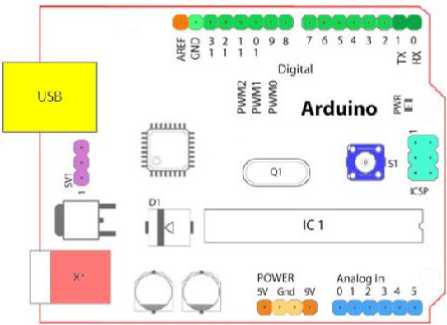 AREF
GND
13
12
11
10
9
8
7
6
5
4
3
2
1
0
TX
RX
Digital
PWM2
PWM1
PWM0
Arduino
PWR
USB
1
SV1
1
Q1
S1
ICSP
D1
IC 1
X1
POWER
5V Gnd 9V
Analog In
0 1 2 3 4 5